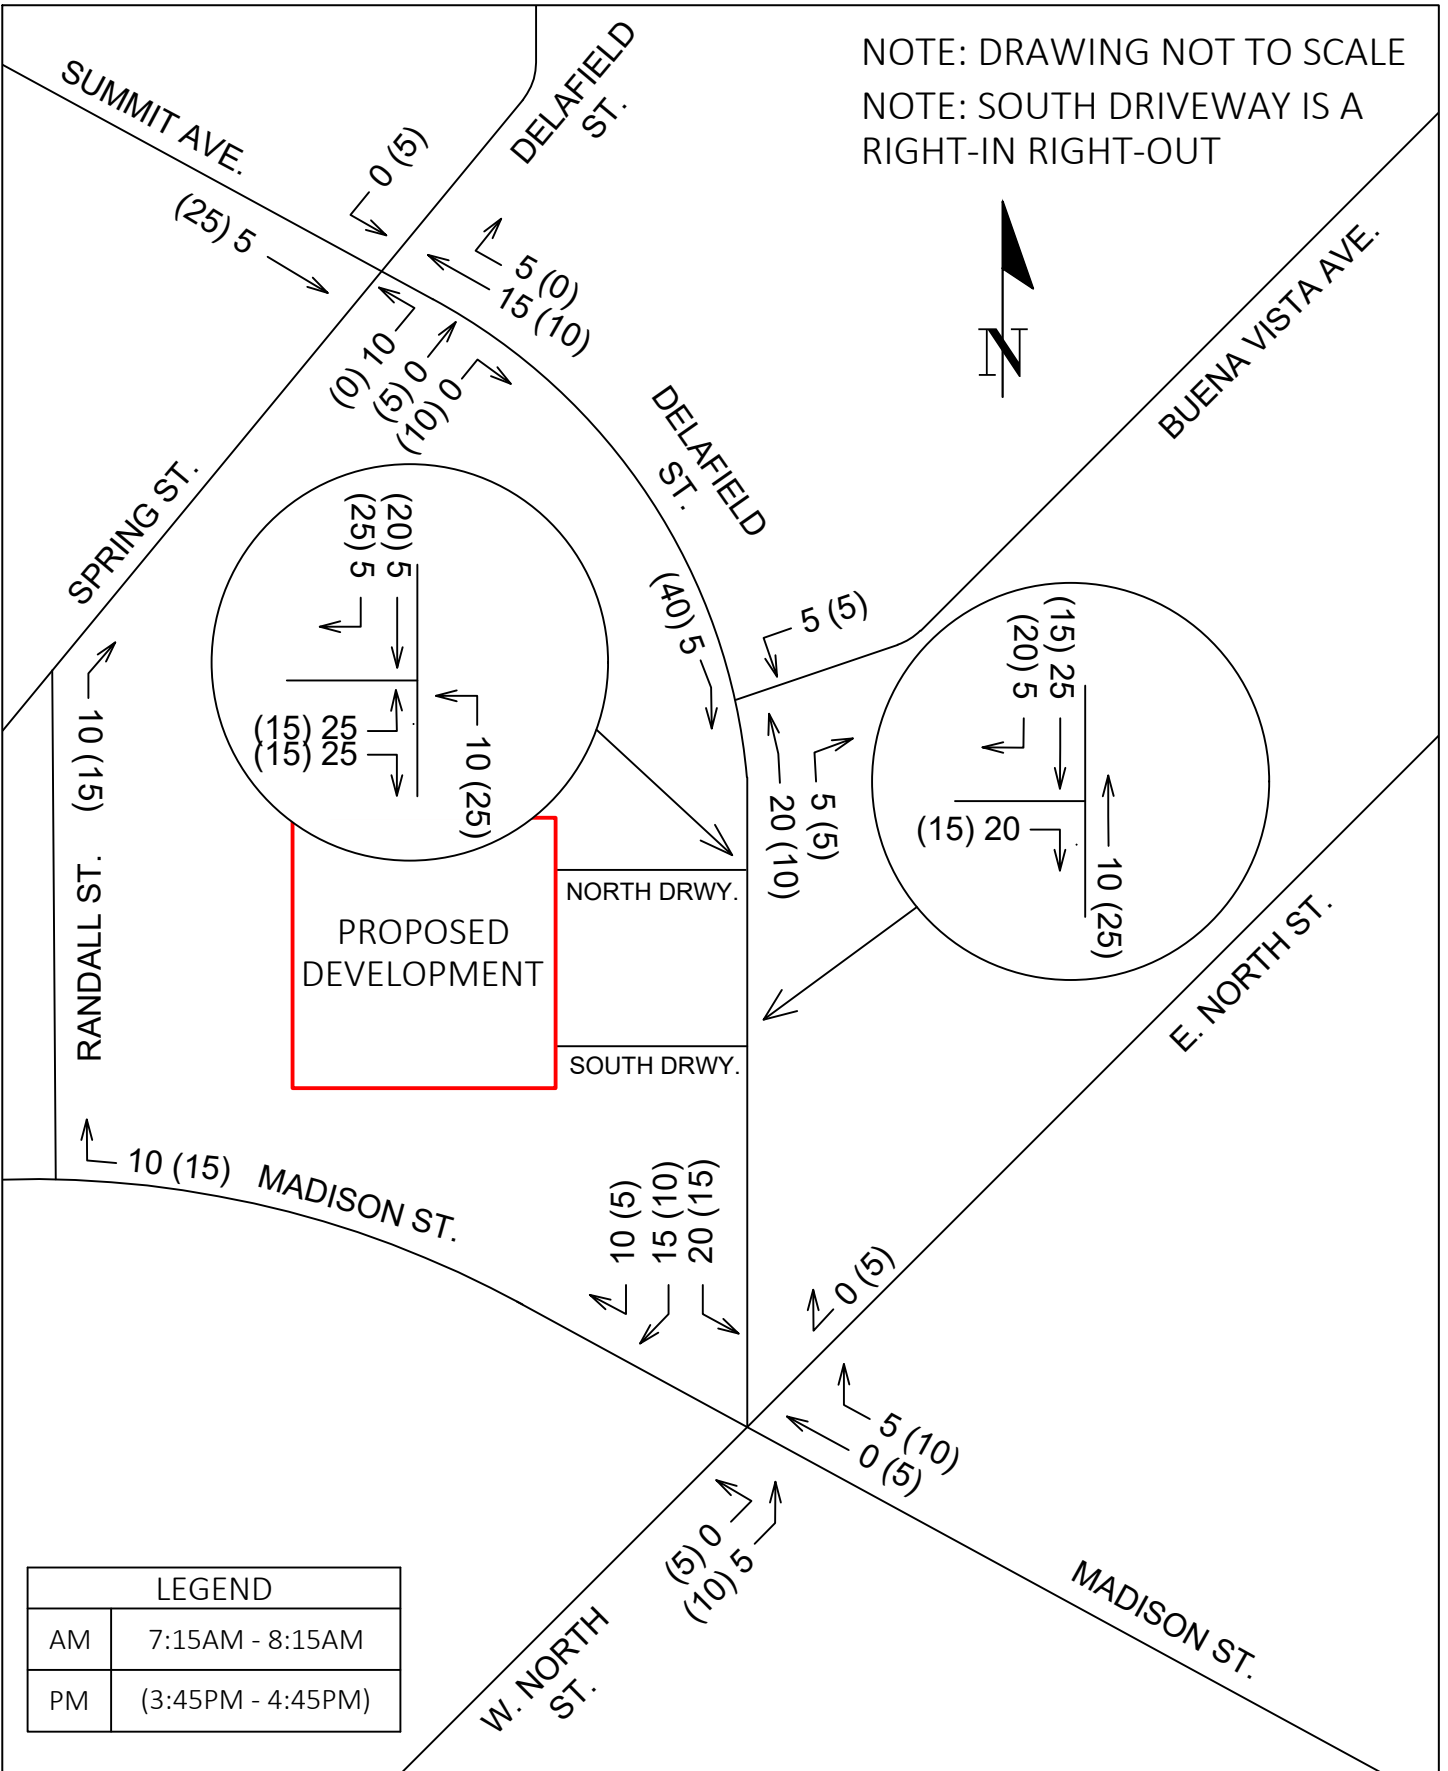 NOTE: DRAWING NOT TO SCALE
NOTE: SOUTH DRIVEWAY IS A
RIGHT-IN RIGHT-OUT
N
SUMMIT AVE.
DELAFIELD
ST.
0 (5)
(25) 5
5 (0)
15 (10)
(0) 10
(5) 0
(10) 0
BUENA VISTA AVE.
DELAFIELD
ST.
SPRING ST.
(20) 5
(25) 5
(15) 25
(15) 25
10 (25)
(40) 5
5 (5)
(15) 25
(20) 5
(15) 20
10 (25)
10 (15)
5 (5)
20 (10)
RANDALL ST.
NORTH DRWY.
PROPOSED
DEVELOPMENT
SOUTH DRWY.
E. NORTH ST.
10 (15)
MADISON ST.
10 (5)
15 (10)
20 (15)
0 (5)
5 (10)
0 (5)
(5) 0
(10) 5
W. NORTH
ST.
MADISON ST.
LEGEND
AM 7:15AM - 8:15AM
PM (3:45PM - 4:45PM)